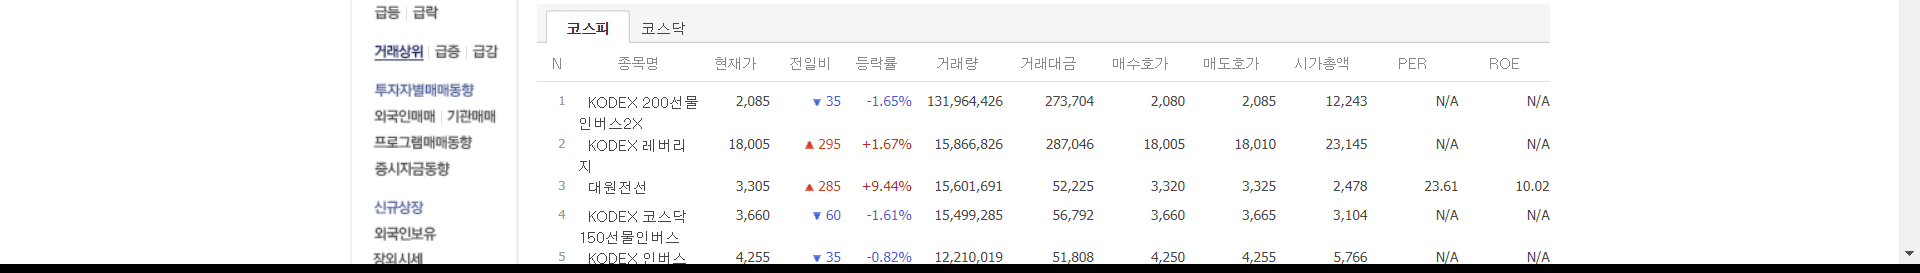 급등 | 급락
거래상위 | 급증 | 급감
투자자별매매동향
외국인매매 | 기관매매
프로그램매매동향
증시자금동향
신규상장
외국인보유
장외시세
코스피 코스닥
N 종목명 현재가 전일비 등락률 거래량 거래대금 매수호가 매도호가 시가총액 PER ROE
1 KODEX 200선물 2,085 ▼ 35 -1.65% 131,964,426 273,704 2,080 2,085 12,243 N/A N/A
인버스2X
2 KODEX 레버리 18,005 ▲ 295 +1.67% 15,866,826 287,046 18,005 18,010 23,145 N/A N/A
지
3 대원전선 3,305 ▲ 285 +9.44% 15,601,691 52,225 3,320 3,325 2,478 23.61 10.02
4 KODEX 코스닥 3,660 ▼ 60 -1.61% 15,499,285 56,792 3,660 3,665 3,104 N/A N/A
150선물인버스
5 KODEX 인버스 4,255 ▼ 35 -0.82% 12,210,019 51,808 4,250 4,255 5,766 N/A N/A